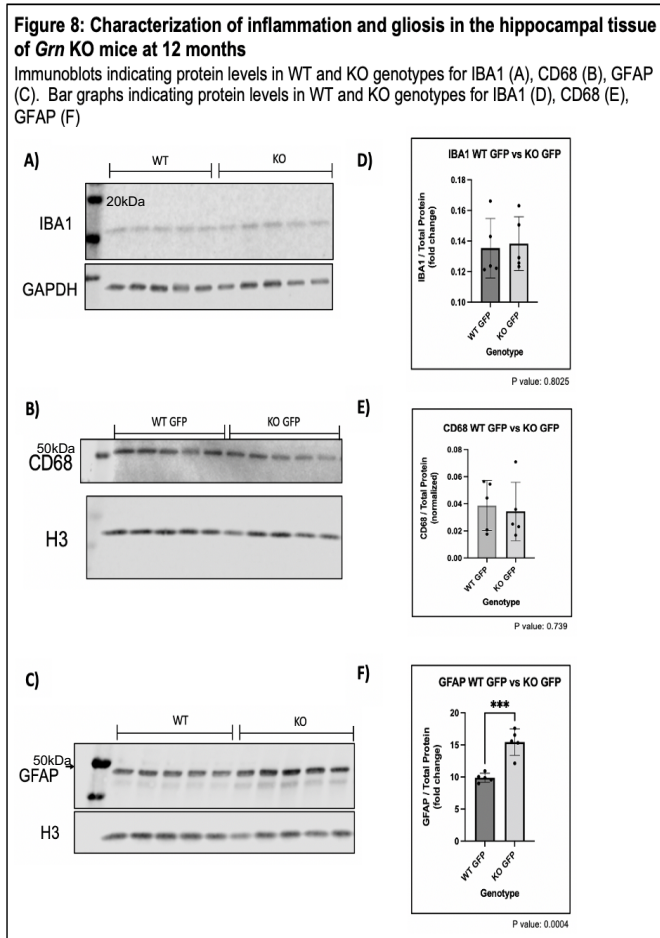 Figure 8: Characterization of inflammation and gliosis in the hippocampal tissue
of Grn KO mice at 12 months
Immunoblots indicating protein levels in WT and KO genotypes for IBA1 (A), CD68 (B), GFAP
(C).  Bar graphs indicating protein levels in WT and KO genotypes for IBA1 (D), CD68 (E),
GFAP (F)
A)
WT
KO
20kDa
IBA1
GAPDH
D)
IBA1 WT GFP vs KO GFP
IBA1 / Total Protein
(fold change)
0.18
0.16
0.14
0.12
0.10
WT GFP
KO GFP
Genotype
P value: 0.8025
B)
WT GFP
KO GFP
50kDa
CD68
H3
E)
CD68 WT GFP vs KO GFP
CD68 / Total Protein
(normalized)
0.08
0.06
0.04
0.02
0.00
WT GFP
KO GFP
Genotype
P value: 0.739
C)
WT
KO
50kDa
GFAP
H3
F)
GFAP WT GFP vs KO GFP
***
GFAP / Total Protein
(fold change)
20
15
10
5
0
WT GFP
KO GFP
Genotype
P value: 0.0004